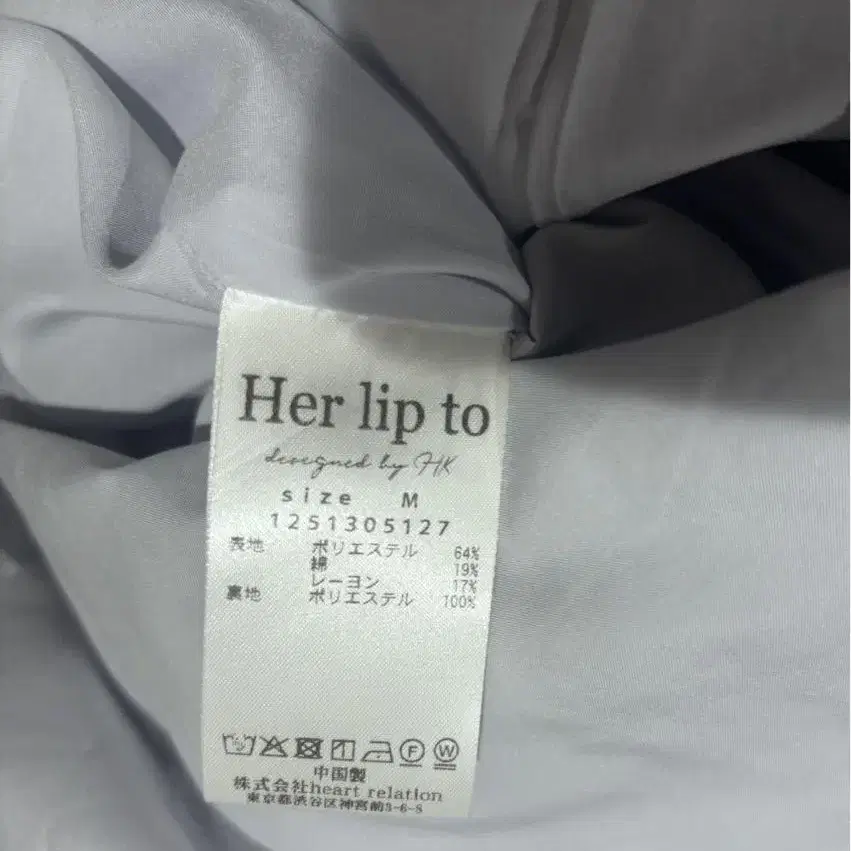 Her lip to
designed by HK
size M
1251305127
表地 ポリエステル 64%
綿 19%
レーヨン 17%
裏地 ポリエステル 100%
F W
中国製
株式会社heart relation
東京都渋谷区神宮前3-6-8